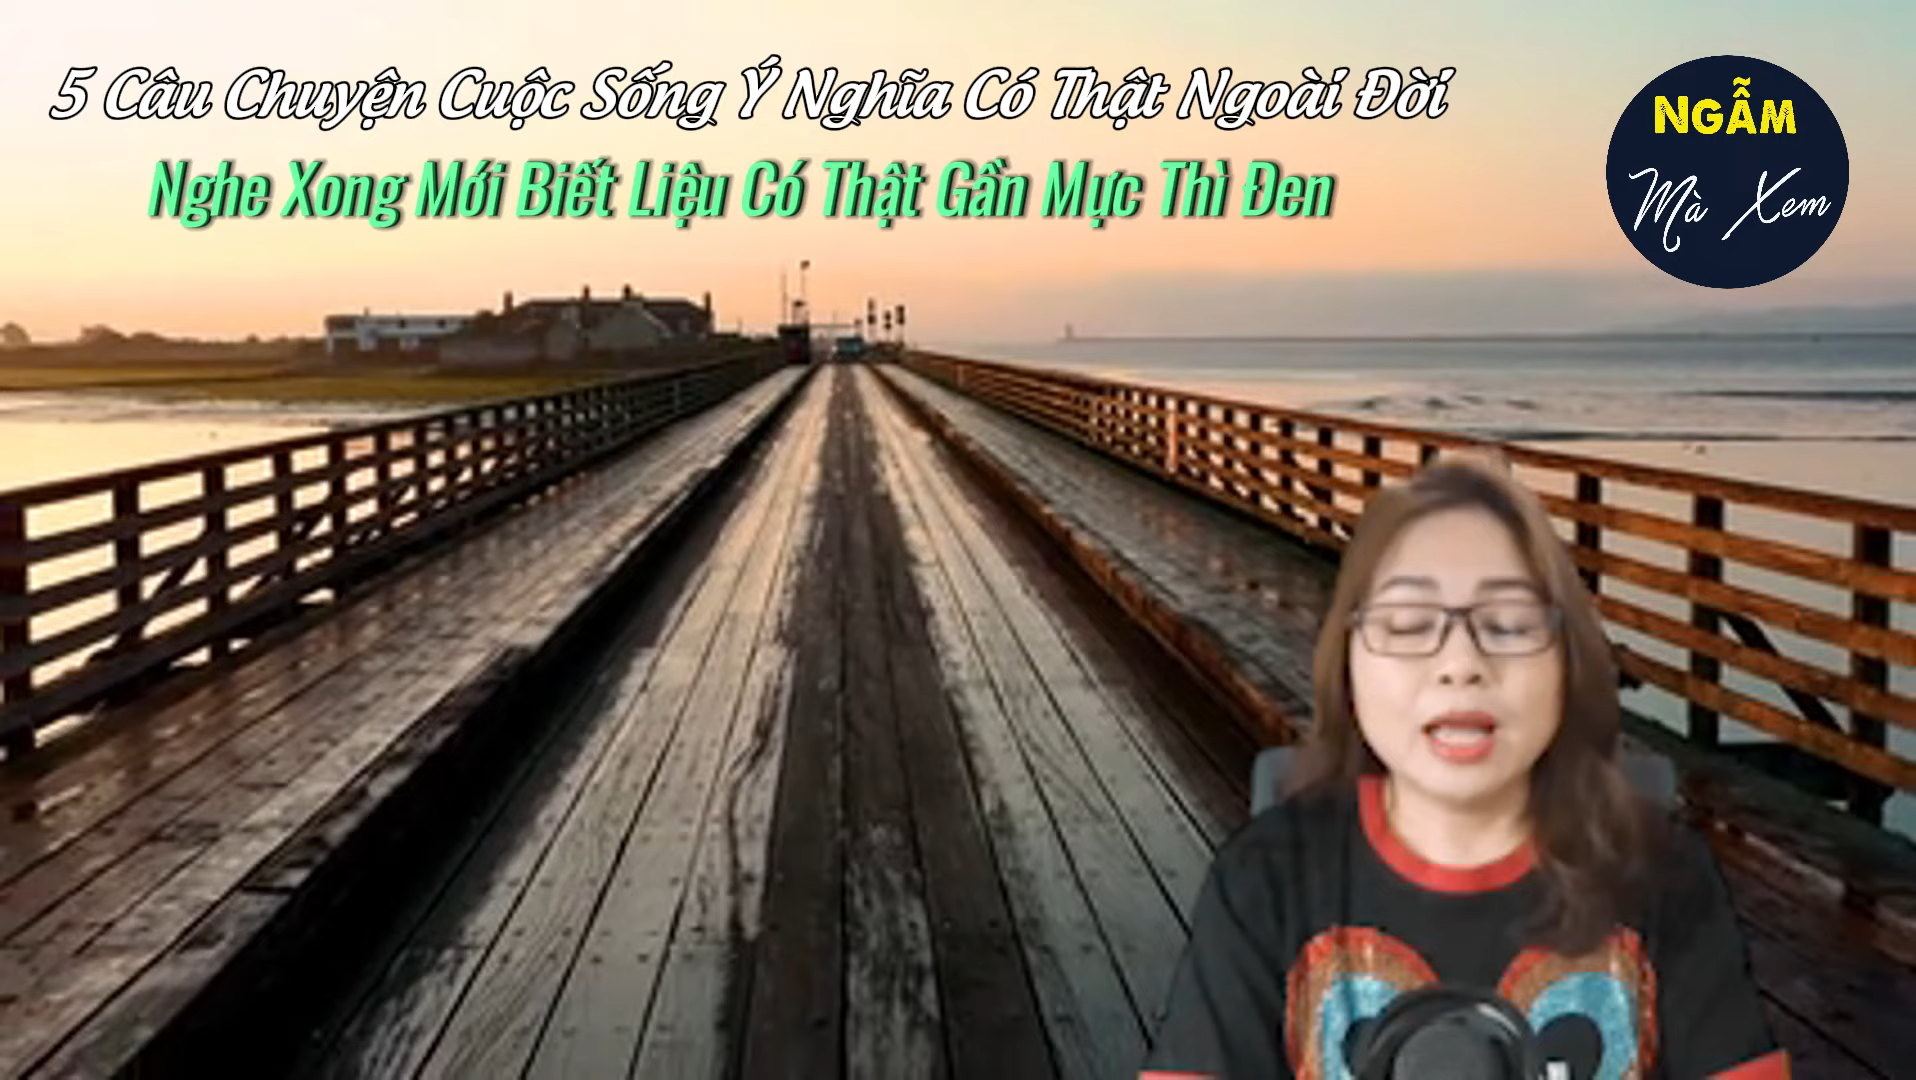 5 Câu Chuyện Cuộc Sống Ý Nghĩa Có Thật Ngoài Đời
Nghe Xong Mới Biết Liệu Có Thật Gần Mực Thì Đen
NGẪM
Mà Xem